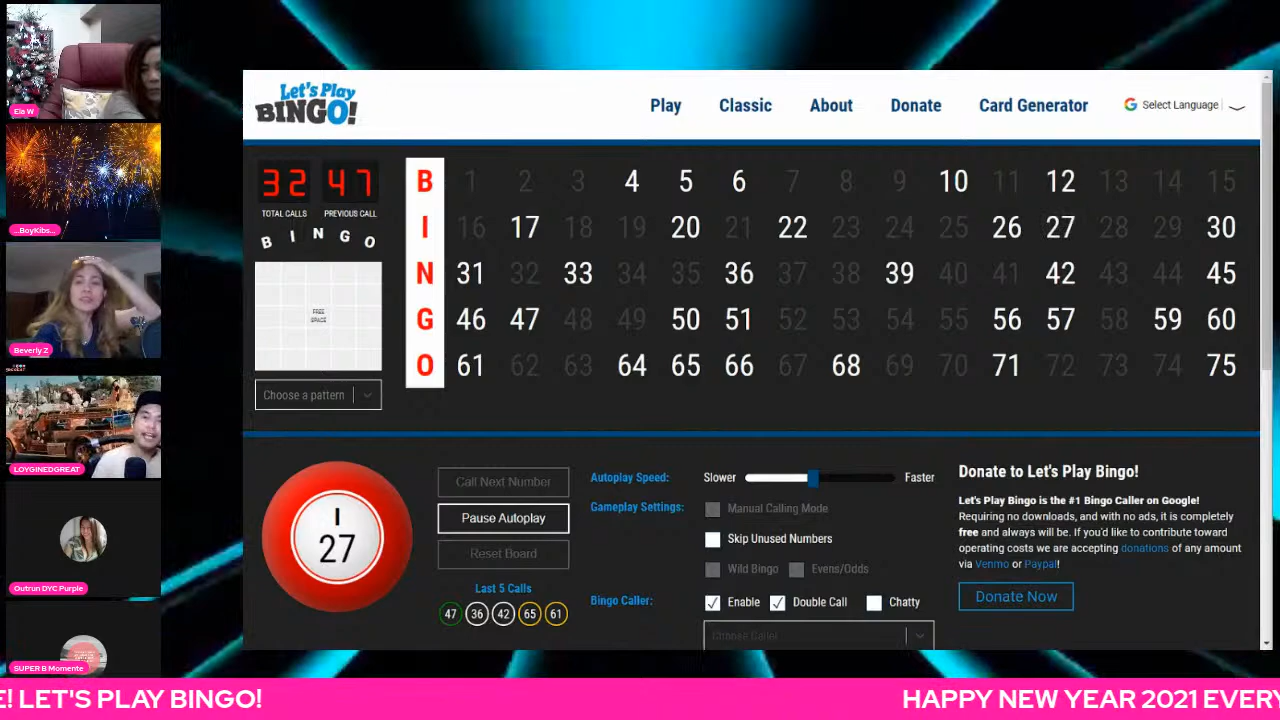 Ela W
...BoyKibs...
Beverly Z
LOYGINEDGREAT
Outrun DYC Purple
SUPER B Momente
Let's Play
BINGO!
Play Classic About Donate Card Generator
G Select Language
32 47
TOTAL CALLS PREVIOUS CALL
B I N G O
FREE
SPACE
Choose a pattern
B 1 2 3 4 5 6 7 8 9 10 11 12 13 14 15
I 16 17 18 19 20 21 22 23 24 25 26 27 28 29 30
N 31 32 33 34 35 36 37 38 39 40 41 42 43 44 45
G 46 47 48 49 50 51 52 53 54 55 56 57 58 59 60
O 61 62 63 64 65 66 67 68 69 70 71 72 73 74 75
I
27
Call Next Number
Pause Autoplay
Reset Board
Last 5 Calls
47 36 42 65 61
Autoplay Speed: Slower Faster
Gameplay Settings: Manual Calling Mode
Skip Unused Numbers
Wild Bingo Evens/Odds
Bingo Caller: Enable Double Call Chatty
Choose Caller
Donate to Let's Play Bingo!
Let's Play Bingo is the #1 Bingo Caller on Google!
Requiring no downloads, and with no ads, it is completely
free and always will be. If you'd like to contribute toward
operating costs we are accepting donations of any amount
via Venmo or Paypal!
Donate Now
E! LET'S PLAY BINGO! HAPPY NEW YEAR 2021 EVERY